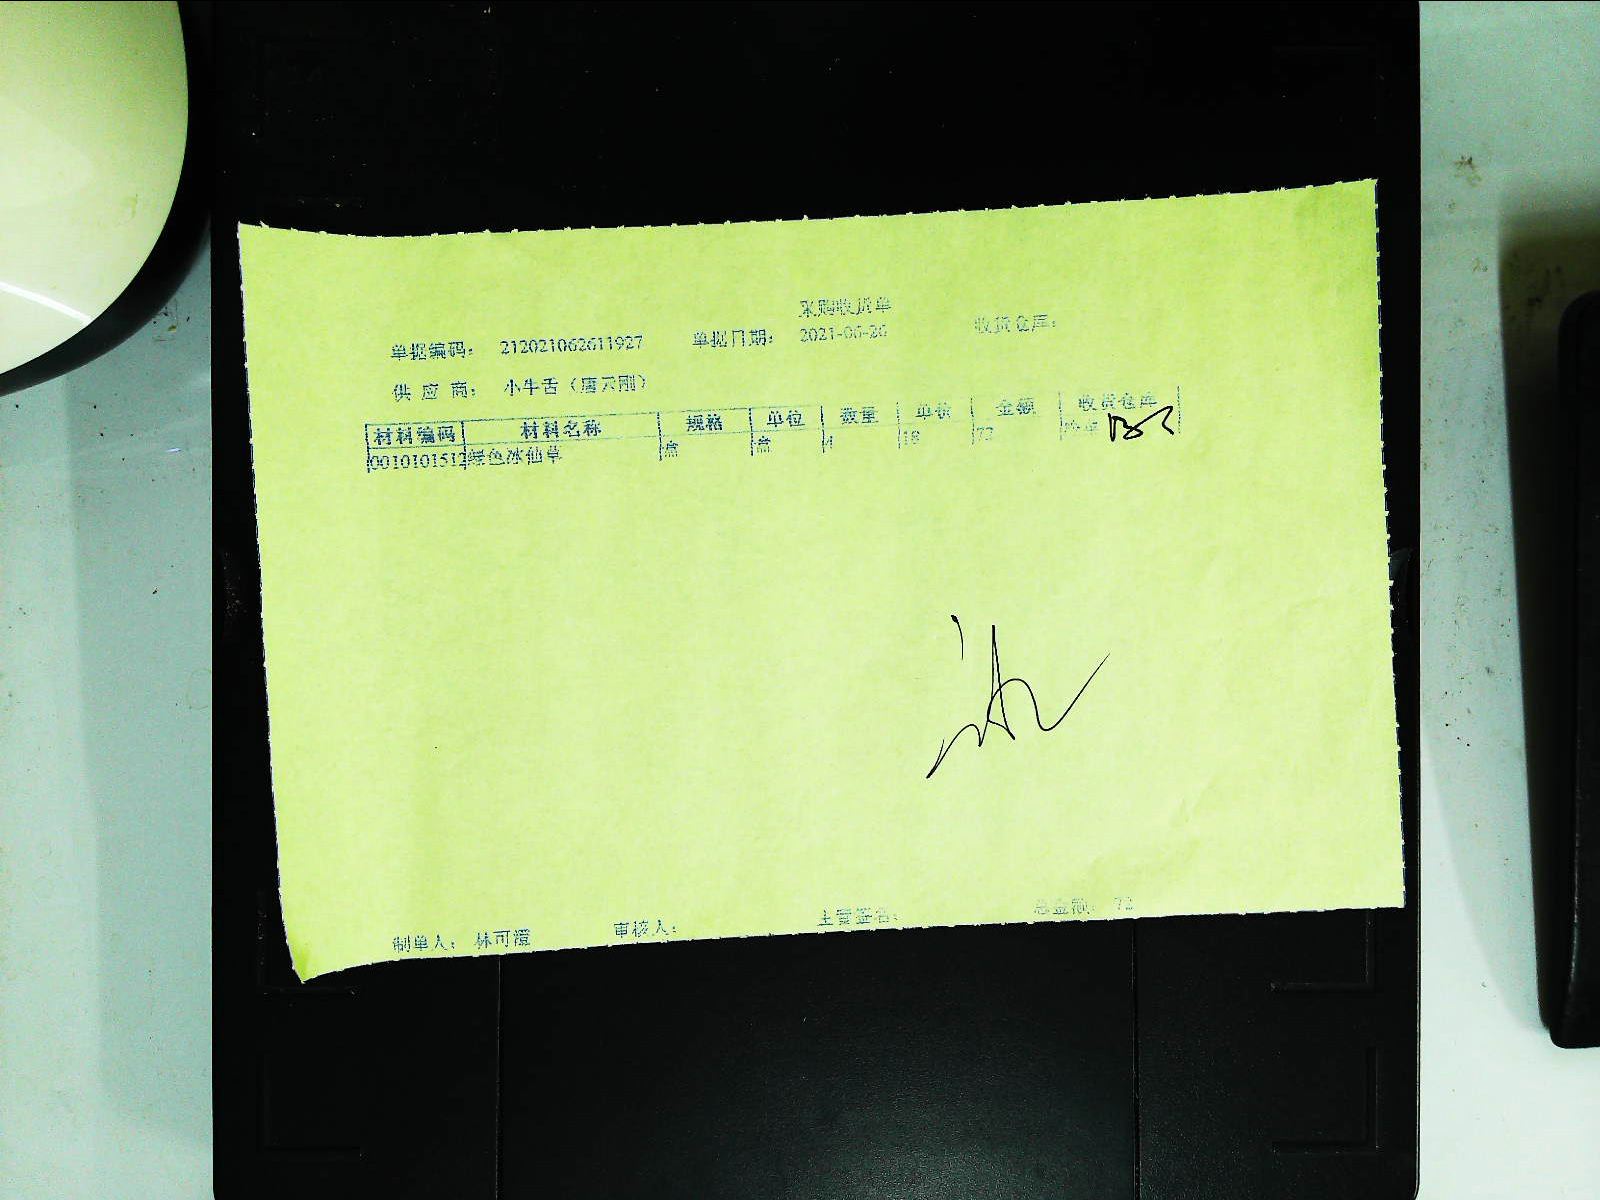 采购收货单
单据编码： 212021062611927 单据日期： 2021-06-26 收货仓库：
供 应 商： 小牛舌（唐云刚）
材料编码 材料名称 规格 单位 数量 单价 金额 收货仓库
0010101512 绿色冰仙草 盒 盒 4 18 72
制单人： 林可澄 审核人： 主管签名： 总金额： 72